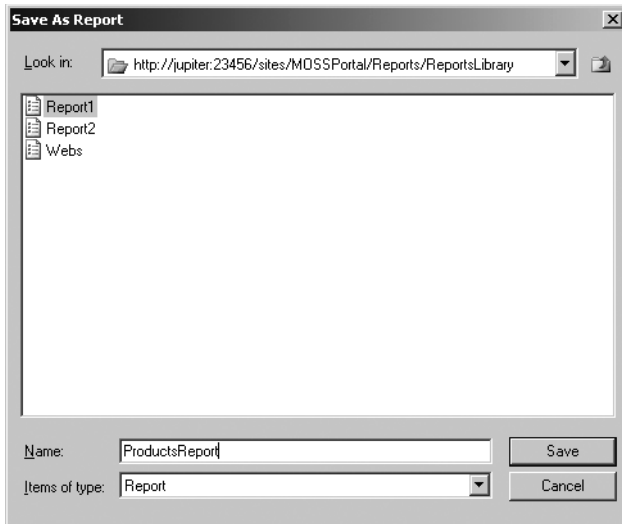 Save As Report
Look in: http://jupiter:23456/sites/MOSSPortal/Reports/ReportsLibrary
Report1
Report2
Webs
Name: ProductsReport Save
Items of type: Report Cancel